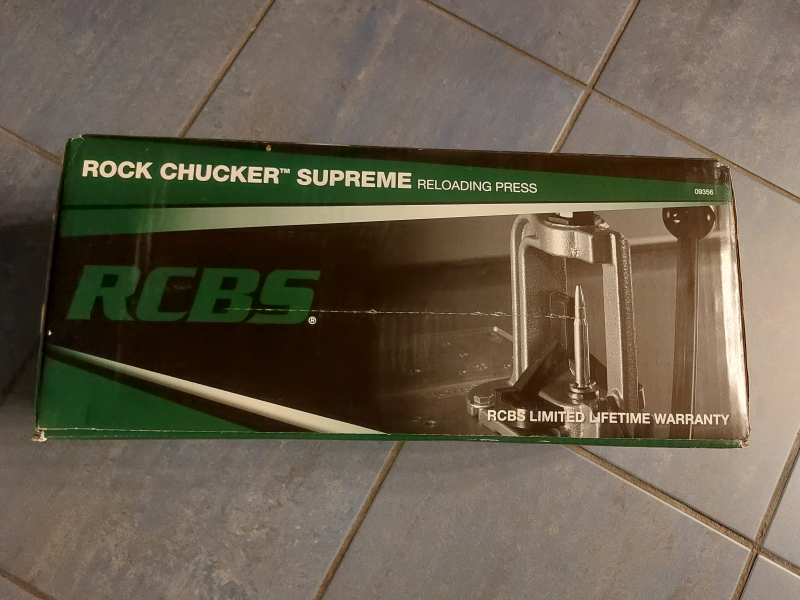 ROCK CHUCKER™ SUPREME RELOADING PRESS
09356
RCBS®
RCBS LIMITED LIFETIME WARRANTY